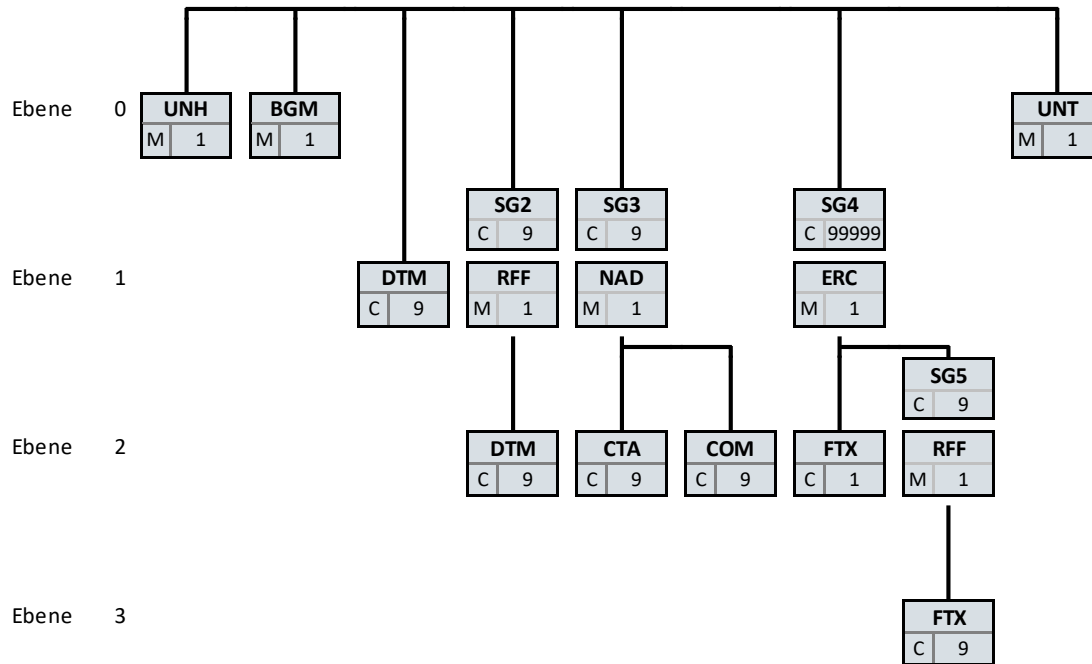 Ebene 0 UNH BGM UNT
M 1 M 1 M 1
SG2 SG3 SG4
C 9 C 9 C 99999
Ebene 1 DTM RFF NAD ERC
C 9 M 1 M 1 M 1
SG5
C 9
Ebene 2 DTM CTA COM FTX RFF
C 9 C 9 C 9 C 1 M 1
Ebene 3 FTX
C 9